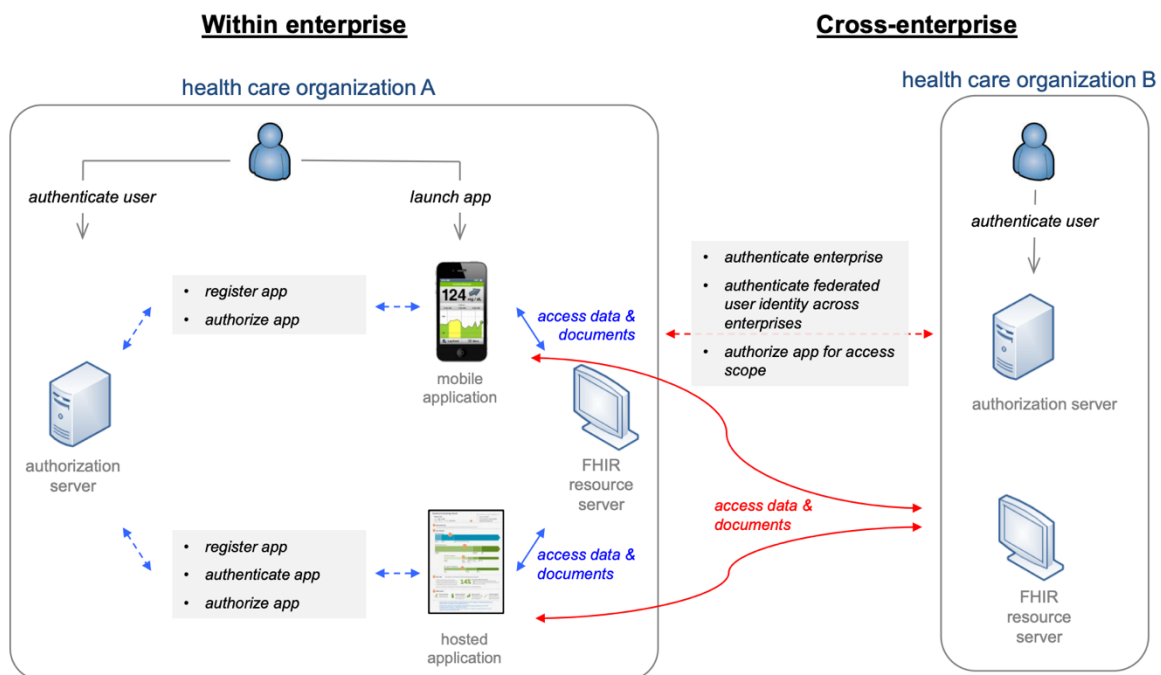 Within enterprise
Cross-enterprise
health care organization A
health care organization B
authenticate user
launch app
authenticate user
• register app
• authorize app
124
access data &
documents
• authenticate enterprise
• authenticate federated
user identity across
enterprises
• authorize app for access
scope
mobile
application
authorization server
authorization
server
FHIR
resource
server
access data &
documents
• register app
• authenticate app
• authorize app
access data &
documents
14%
hosted
application
FHIR
resource
server